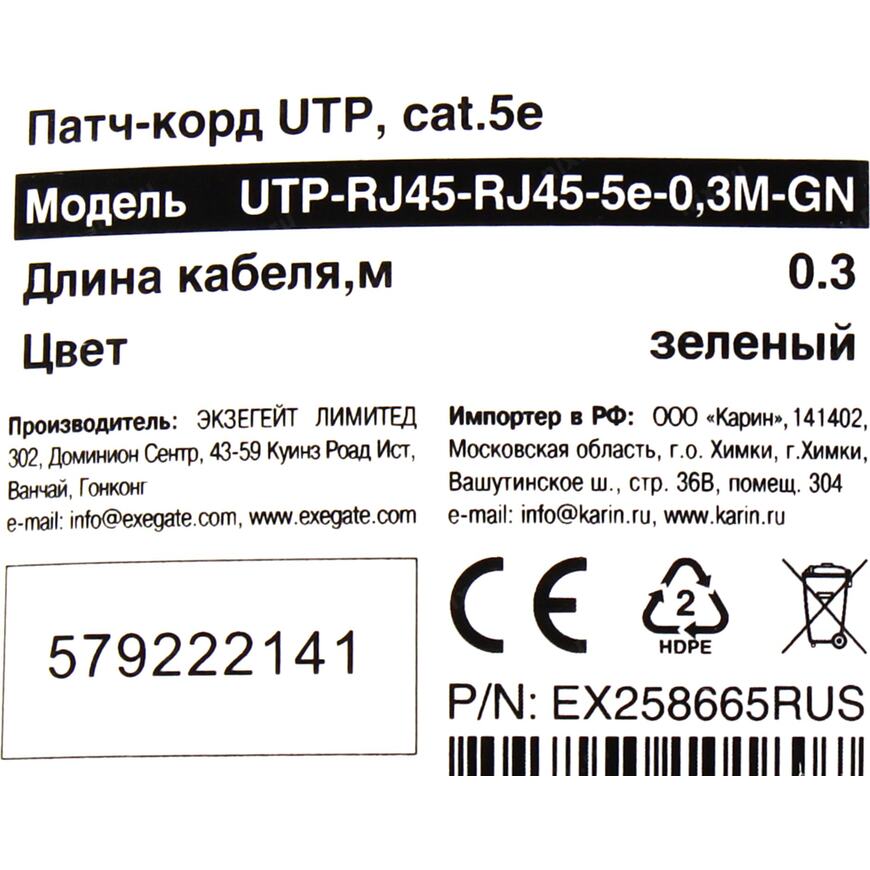 Патч-корд UTP, cat.5e
Модель UTP-RJ45-RJ45-5e-0,3M-GN
Длина кабеля,м 0.3
Цвет зеленый
Производитель: ЭКЗЕГЕЙТ ЛИМИТЕД
302, Доминион Сентр, 43-59 Куинз Роад Ист,
Ванчай, Гонконг
e-mail: info@exegate.com, www.exegate.com
Импортер в РФ: ООО «Карин», 141402,
Московская область, г.о. Химки, г.Химки,
Вашутинское ш., стр. 36В, помещ. 304
e-mail: info@karin.ru, www.karin.ru
579222141
CE
2
HDPE
P/N: EX258665RUS